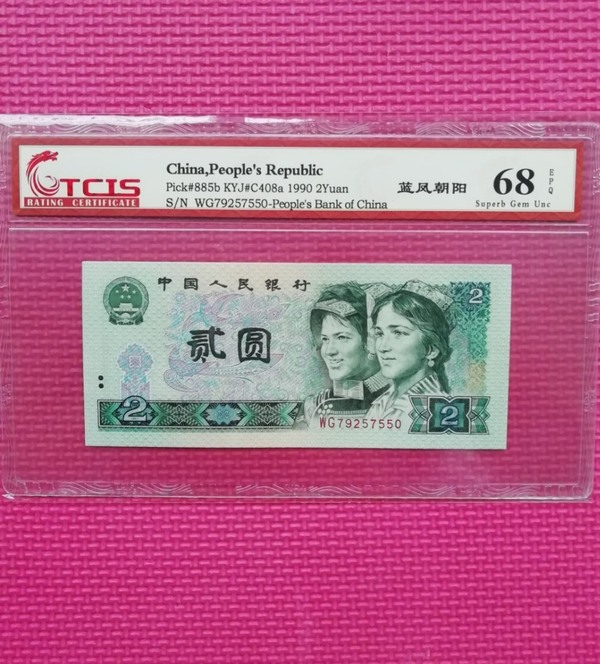 TCIS
RATING CERTIFICATE
China,People's Republic
Pick#885b KYJ#C408a 1990 2Yuan
S/N WG79257550-People's Bank of China
蓝凤朝阳
68
EPQ
Superb Gem Unc
中国人民银行
2
贰圆
2
2
WG79257550